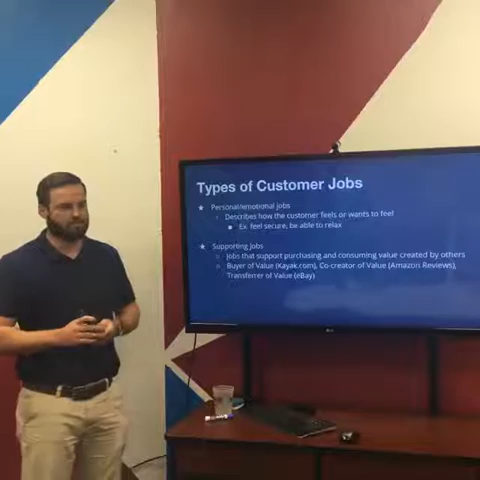 Types of Customer Jobs
Personal/emotional jobs
Describes how the customer feels or wants to feel
Ex. feel secure, be able to relax
Supporting Jobs
Jobs that support purchasing and consuming value created by others
Buyer of Value (Kayak.com), Co-creator of Value (Amazon Reviews),
Transferrer of Value (eBay)
LG